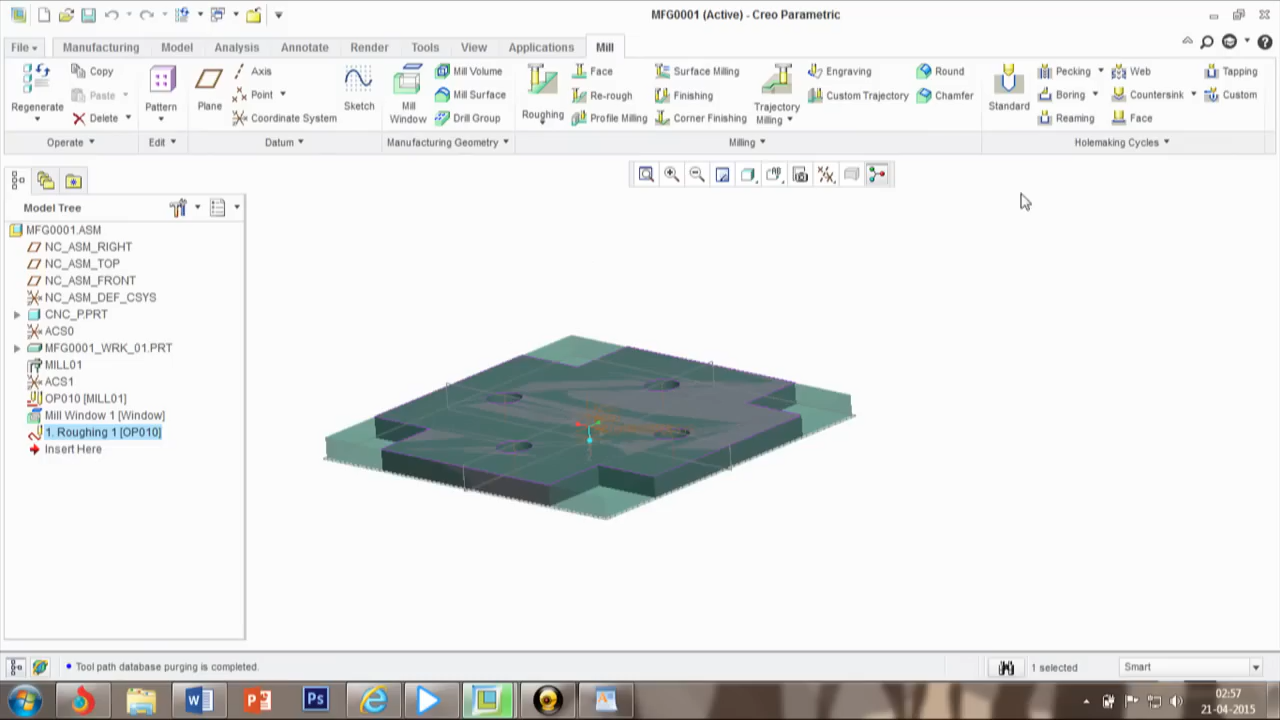 MFG0001 (Active) - Creo Parametric
File Manufacturing Model Analysis Annotate Render Tools View Applications Mill
Regenerate
Copy
Paste
Delete
Operate
Pattern
Edit
Plane
Axis
Point
Coordinate System
Sketch
Datum
Mill Window
Mill Volume
Mill Surface
Drill Group
Manufacturing Geometry
Roughing
Face
Re-rough
Profile Milling
Surface Milling
Finishing
Corner Finishing
Trajectory Milling
Engraving
Custom Trajectory
Round
Chamfer
Milling
Standard
Pecking
Boring
Reaming
Web
Countersink
Face
Tapping
Custom
Holemaking Cycles
Model Tree
MFG0001.ASM
NC_ASM_RIGHT
NC_ASM_TOP
NC_ASM_FRONT
NC_ASM_DEF_CSYS
CNC_P.PRT
ACS0
MFG0001_WRK_01.PRT
MILL01
ACS1
OP010 [MILL01]
Mill Window 1 [Window]
1. Roughing 1 [OP010]
Insert Here
Tool path database purging is completed.
1 selected
Smart
02:57
21-04-2015